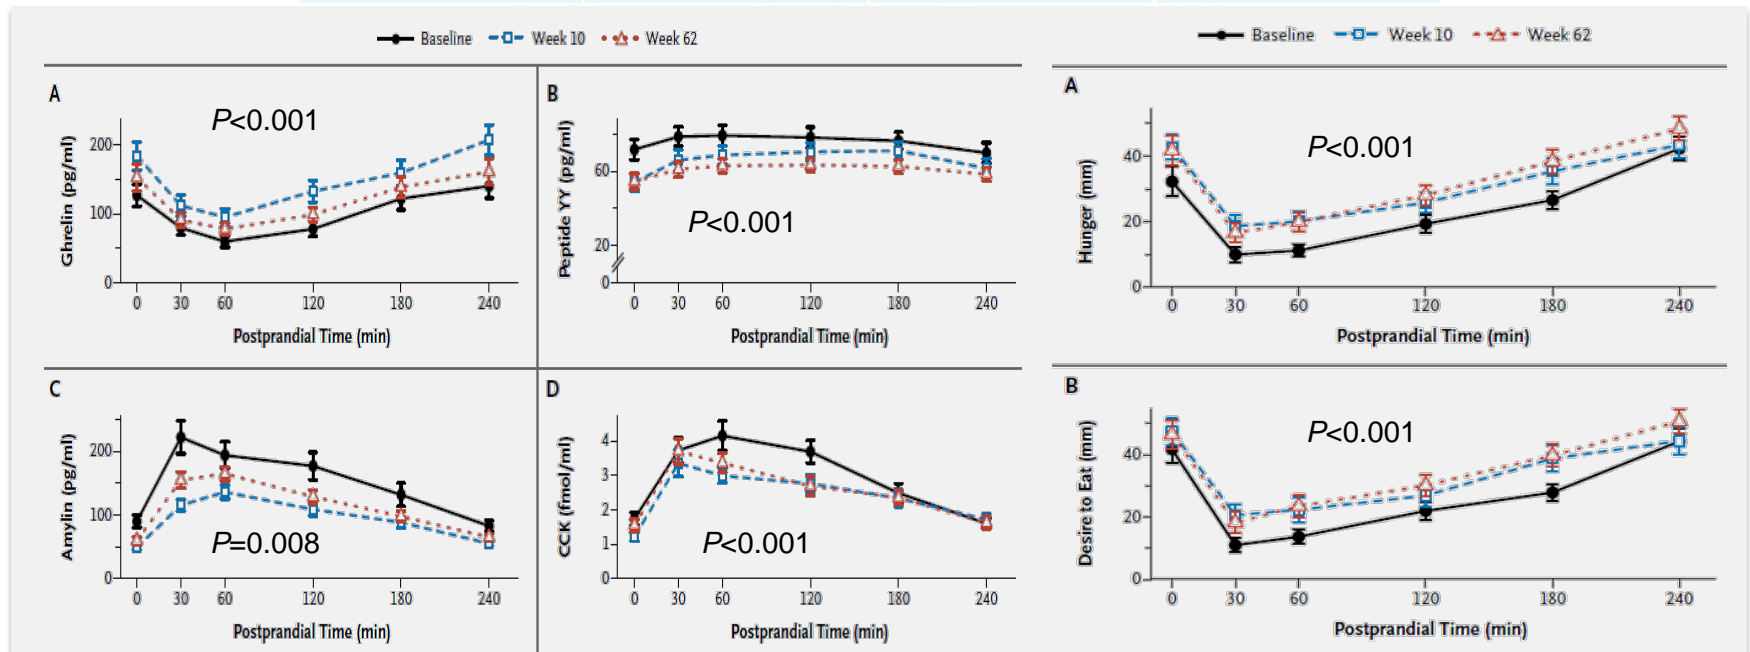 Baseline Week 10 Week 62
A
P<0.001
Ghrelin (pg/ml)
200
100
0
0 30 60 120 180 240
Postprandial Time (min)
B
P<0.001
Peptide YY (pg/ml)
60
20
0
0 30 60 120 180 240
Postprandial Time (min)
C
P=0.008
Amylin (pg/ml)
200
100
0
0 30 60 120 180 240
Postprandial Time (min)
D
P<0.001
CCK (fmol/ml)
4
3
2
1
0
0 30 60 120 180 240
Postprandial Time (min)
Baseline Week 10 Week 62
A
P<0.001
Hunger (mm)
40
20
0
0 30 60 120 180 240
Postprandial Time (min)
B
P<0.001
Desire to Eat (mm)
40
20
0
0 30 60 120 180 240
Postprandial Time (min)